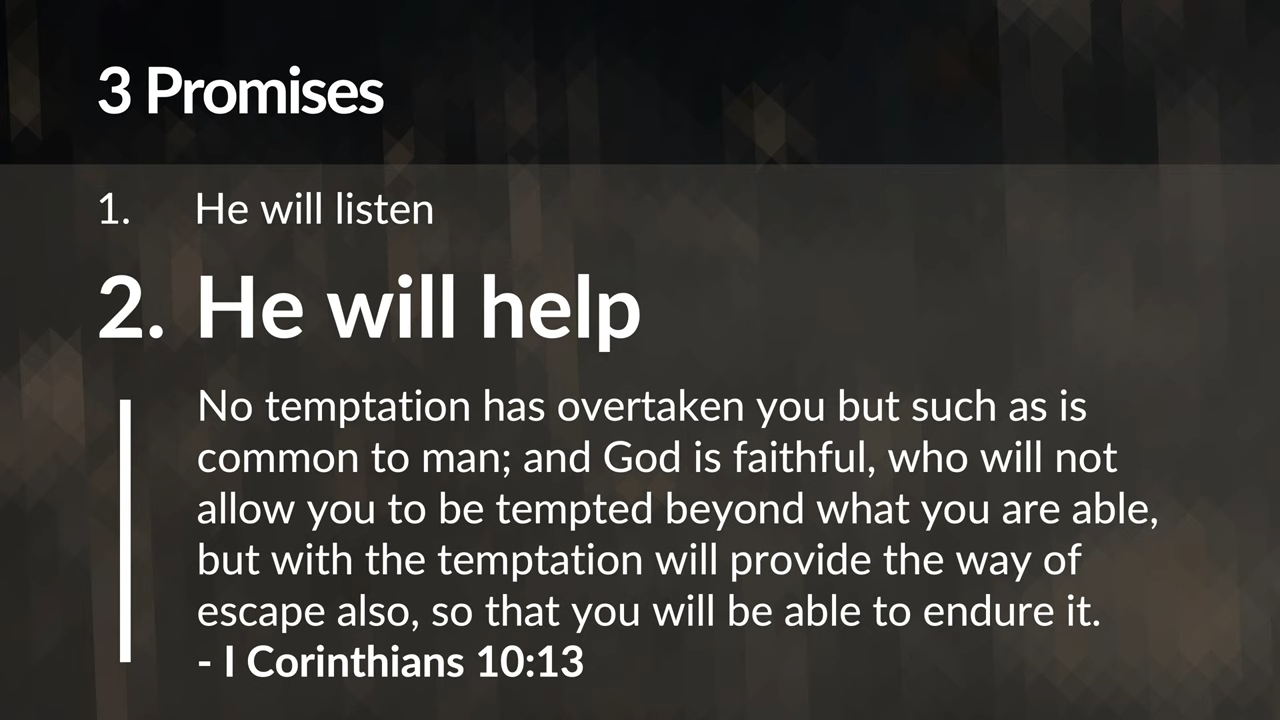 3 Promises
1. He will listen
2. He will help
No temptation has overtaken you but such as is
common to man; and God is faithful, who will not
allow you to be tempted beyond what you are able,
but with the temptation will provide the way of
escape also, so that you will be able to endure it.
- I Corinthians 10:13